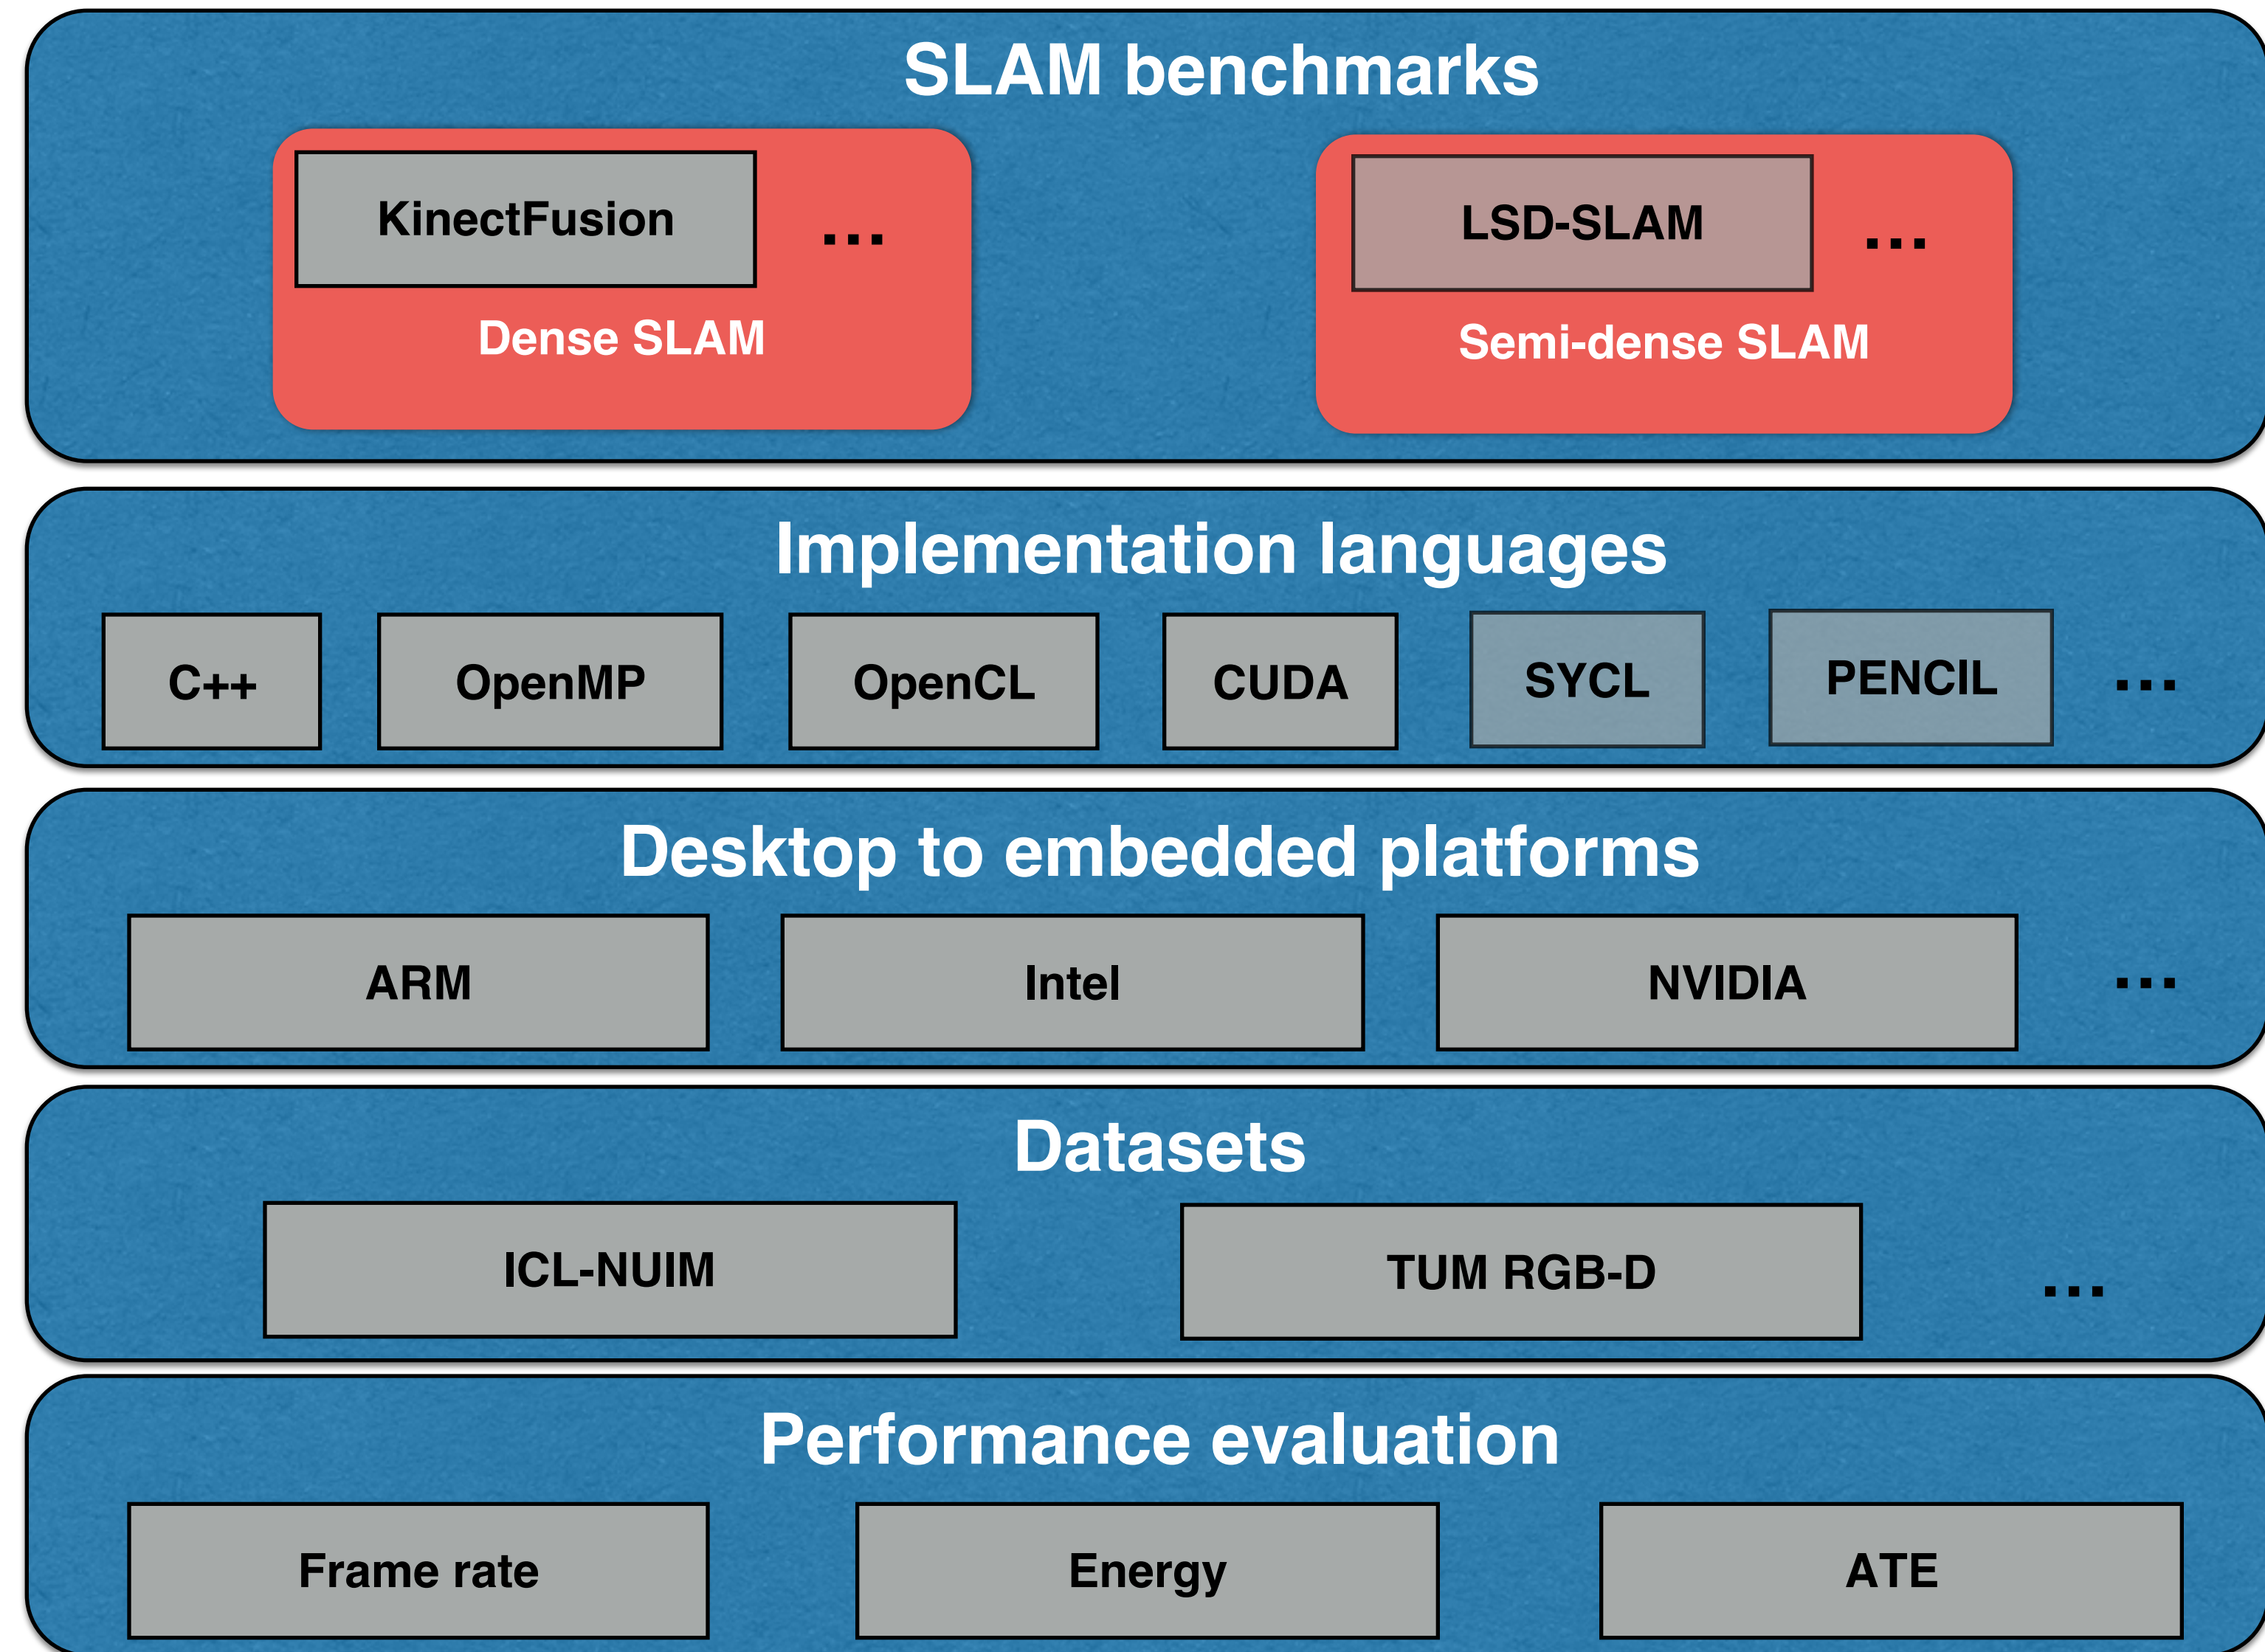 SLAM benchmarks
KinectFusion ...
Dense SLAM
LSD-SLAM ...
Semi-dense SLAM
Implementation languages
C++ OpenMP OpenCL CUDA SYCL PENCIL ...
Desktop to embedded platforms
ARM Intel NVIDIA ...
Datasets
ICL-NUIM TUM RGB-D ...
Performance evaluation
Frame rate Energy ATE